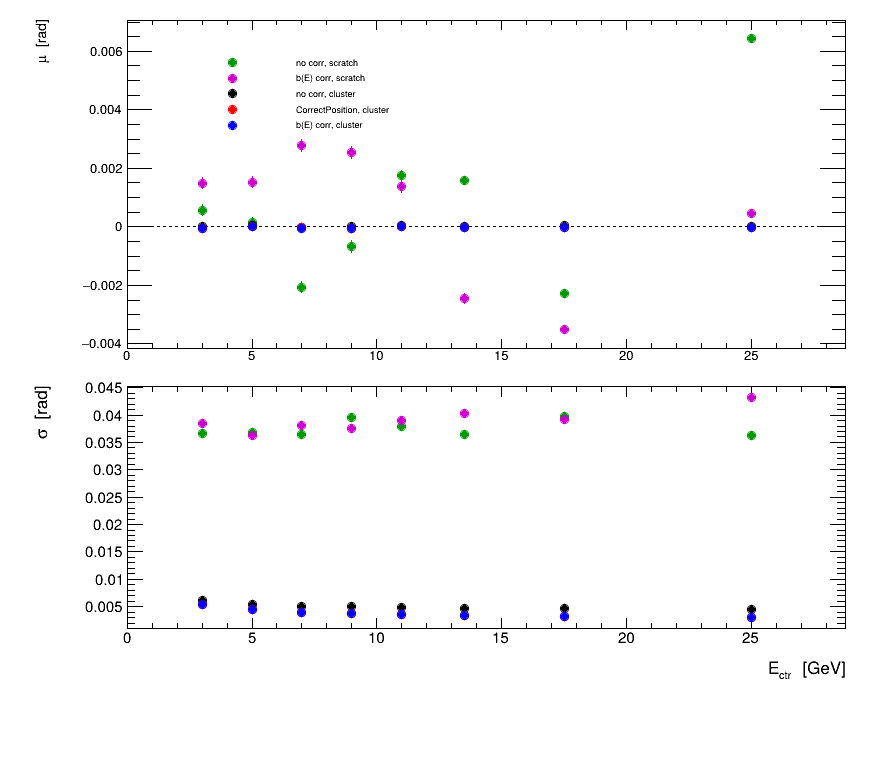 μ [rad]
0.006
0.004
0.002
0
−0.002
−0.004
no corr, scratch
b(E) corr, scratch
no corr, cluster
CorrectPosition, cluster
b(E) corr, cluster
0 5 10 15 20 25
σ [rad]
0.045
0.04
0.035
0.03
0.025
0.02
0.015
0.01
0.005
0 5 10 15 20 25
E_ctr [GeV]